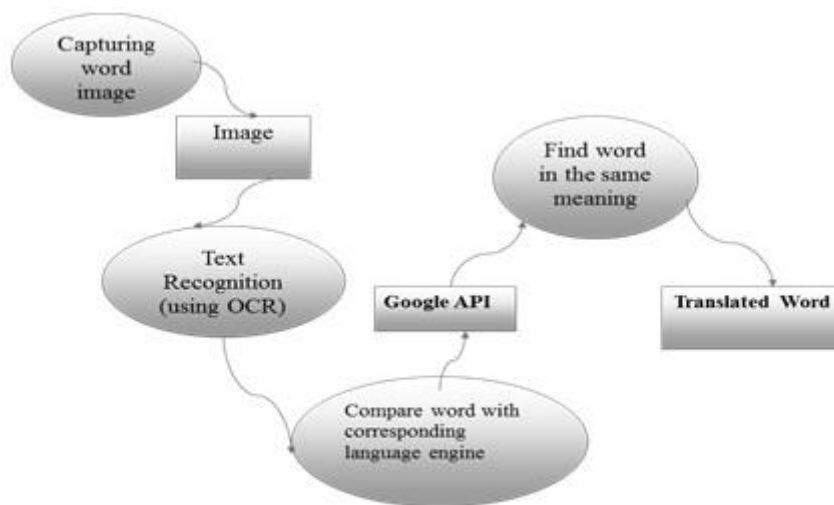 Capturing
word
image
Image
Text
Recognition
(using OCR)
Compare word with
corresponding
language engine
Google API
Find word
in the same
meaning
Translated Word